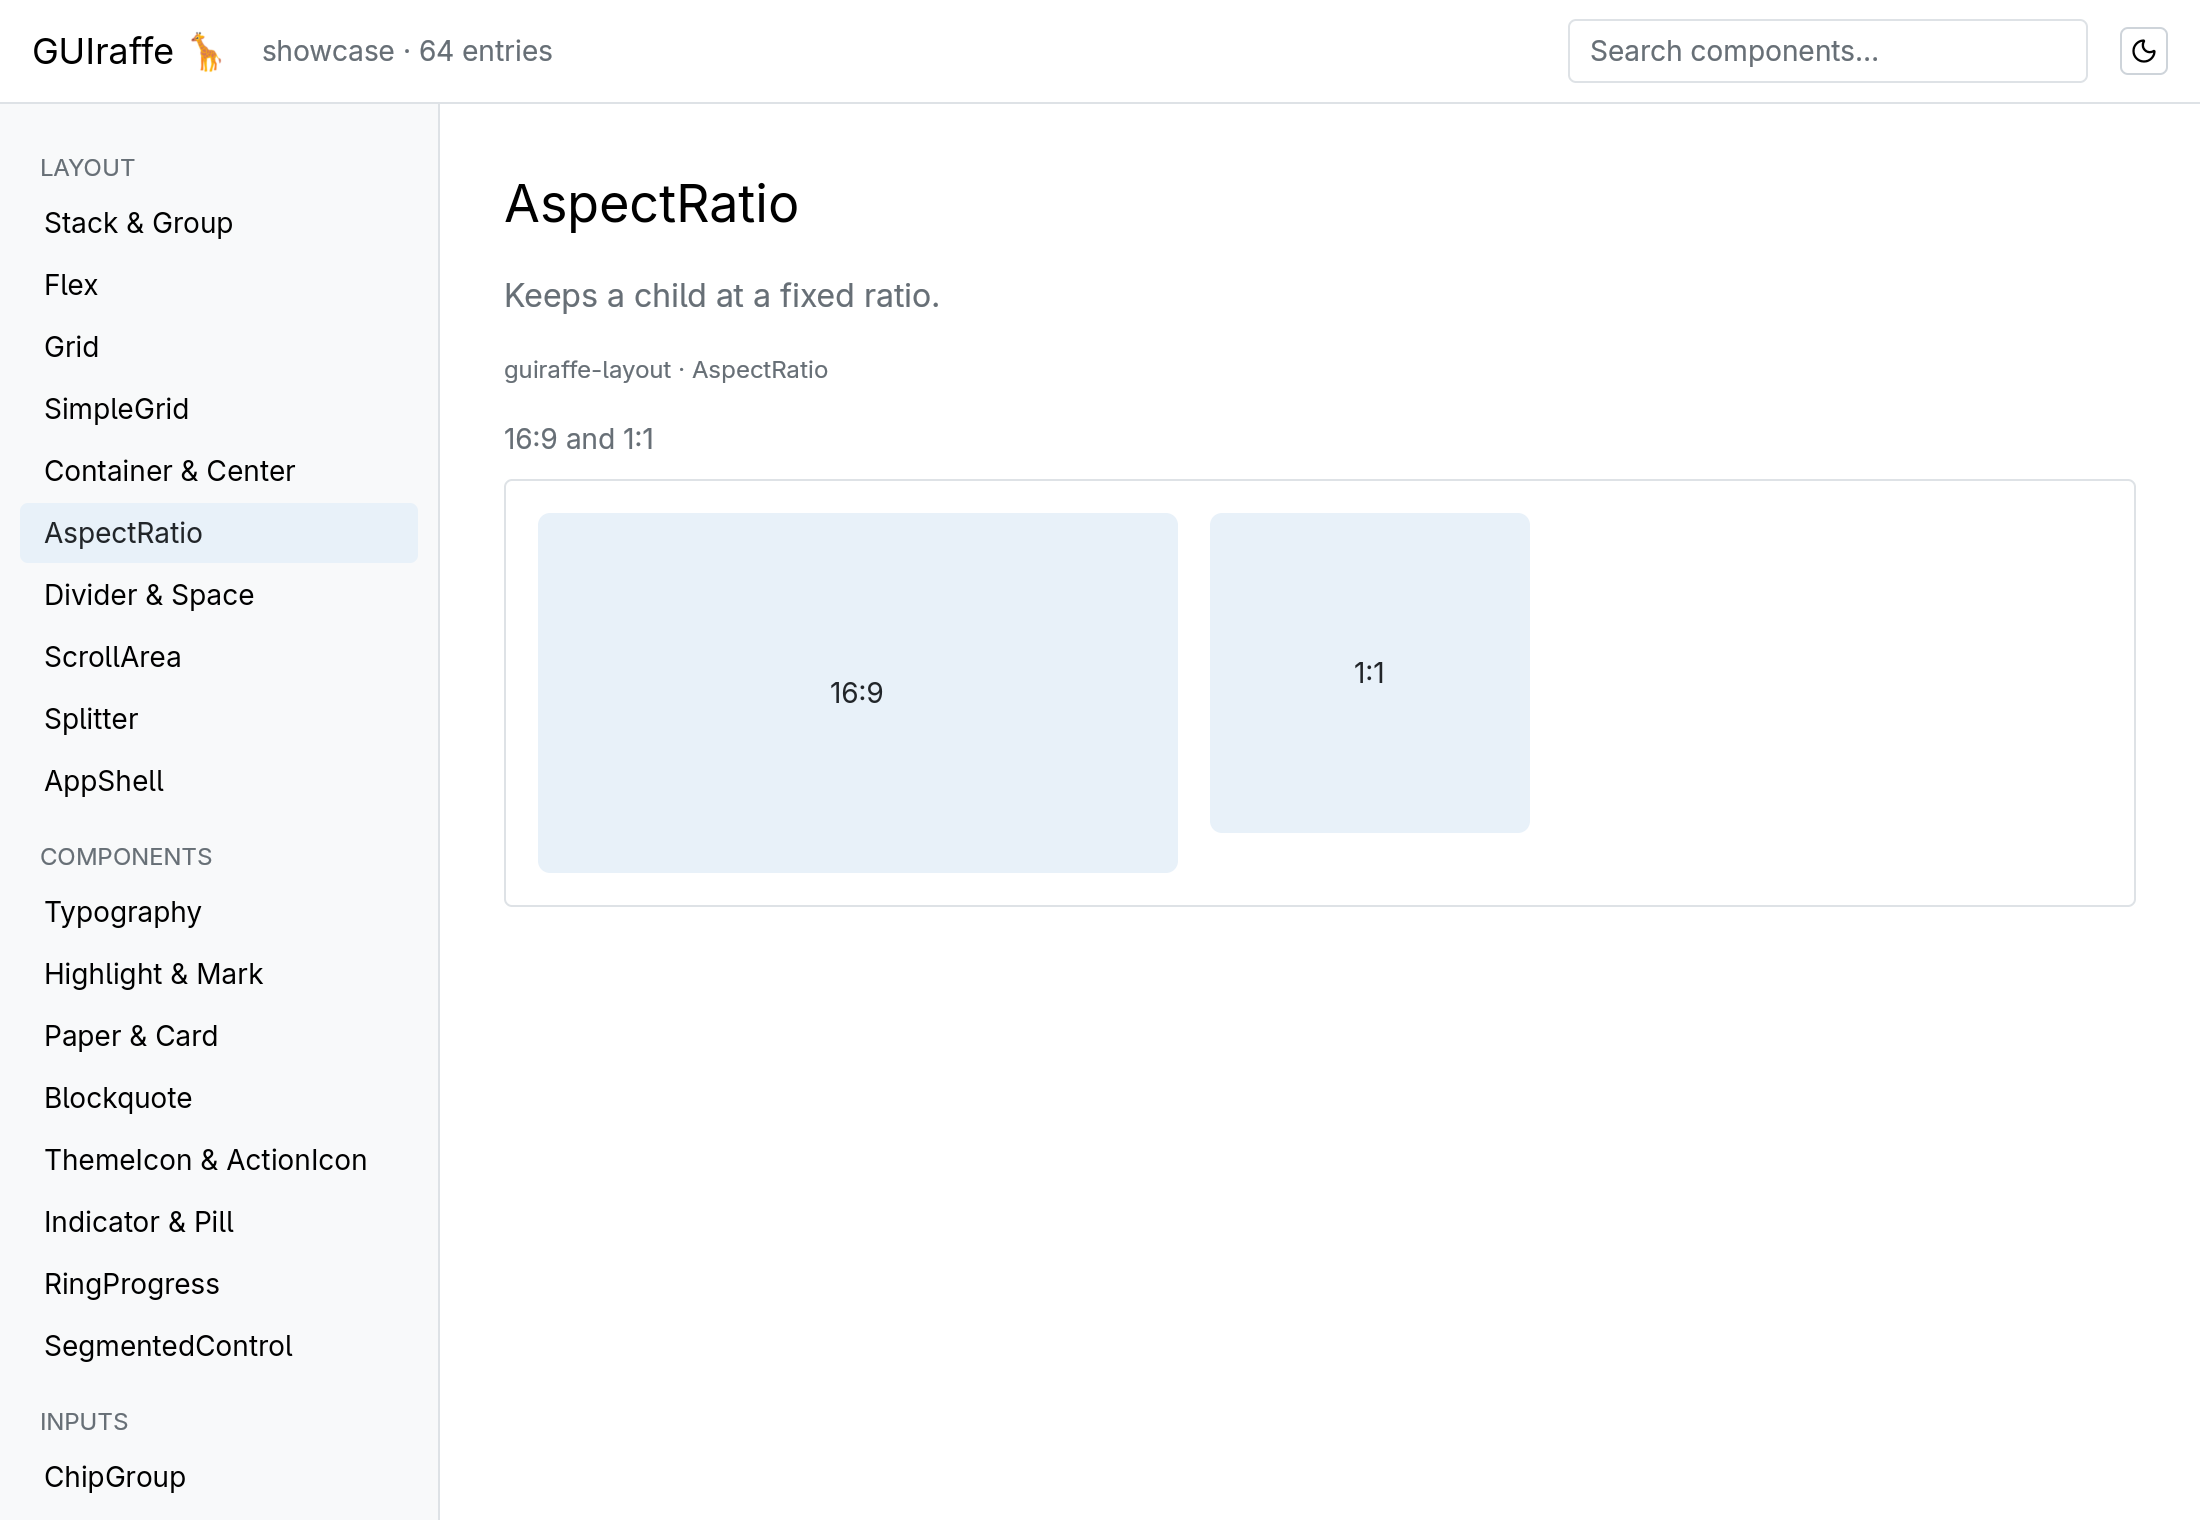 GUIraffe 🦒 showcase · 64 entries
Search components...
LAYOUT
Stack & Group
Flex
Grid
SimpleGrid
Container & Center
AspectRatio
Divider & Space
ScrollArea
Splitter
AppShell
COMPONENTS
Typography
Highlight & Mark
Paper & Card
Blockquote
ThemeIcon & ActionIcon
Indicator & Pill
RingProgress
SegmentedControl
INPUTS
ChipGroup
AspectRatio
Keeps a child at a fixed ratio.
guiraffe-layout · AspectRatio
16:9 and 1:1
16:9
1:1